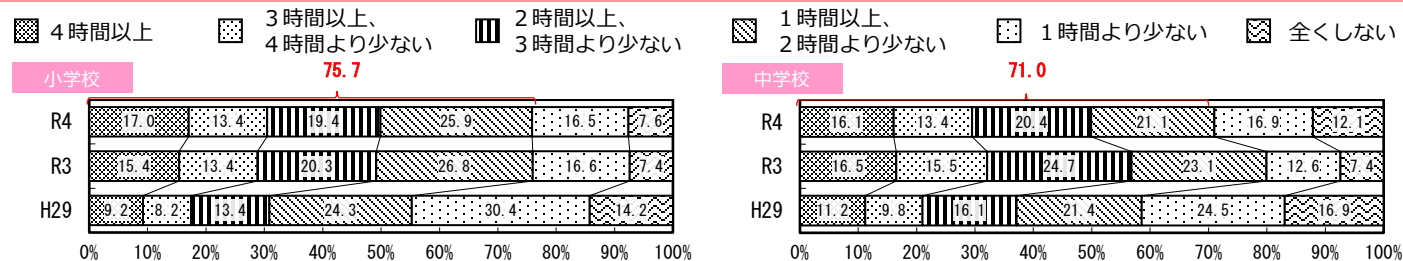 ４時間以上
３時間以上、
４時間より少ない
２時間以上、
３時間より少ない
１時間以上、
２時間より少ない
１時間より少ない
全くしない
小学校
75.7
R4 17.0 13.4 19.4 25.9 16.5 7.6
R3 15.4 13.4 20.3 26.8 16.6 7.4
H29 9.2 8.2 13.4 24.3 30.4 14.2
0% 10% 20% 30% 40% 50% 60% 70% 80% 90% 100%
中学校
71.0
R4 16.1 13.4 20.4 21.1 16.9 12.1
R3 16.5 15.5 24.7 23.1 12.6 7.4
H29 11.2 9.8 16.1 21.4 24.5 16.9
0% 10% 20% 30% 40% 50% 60% 70% 80% 90% 100%